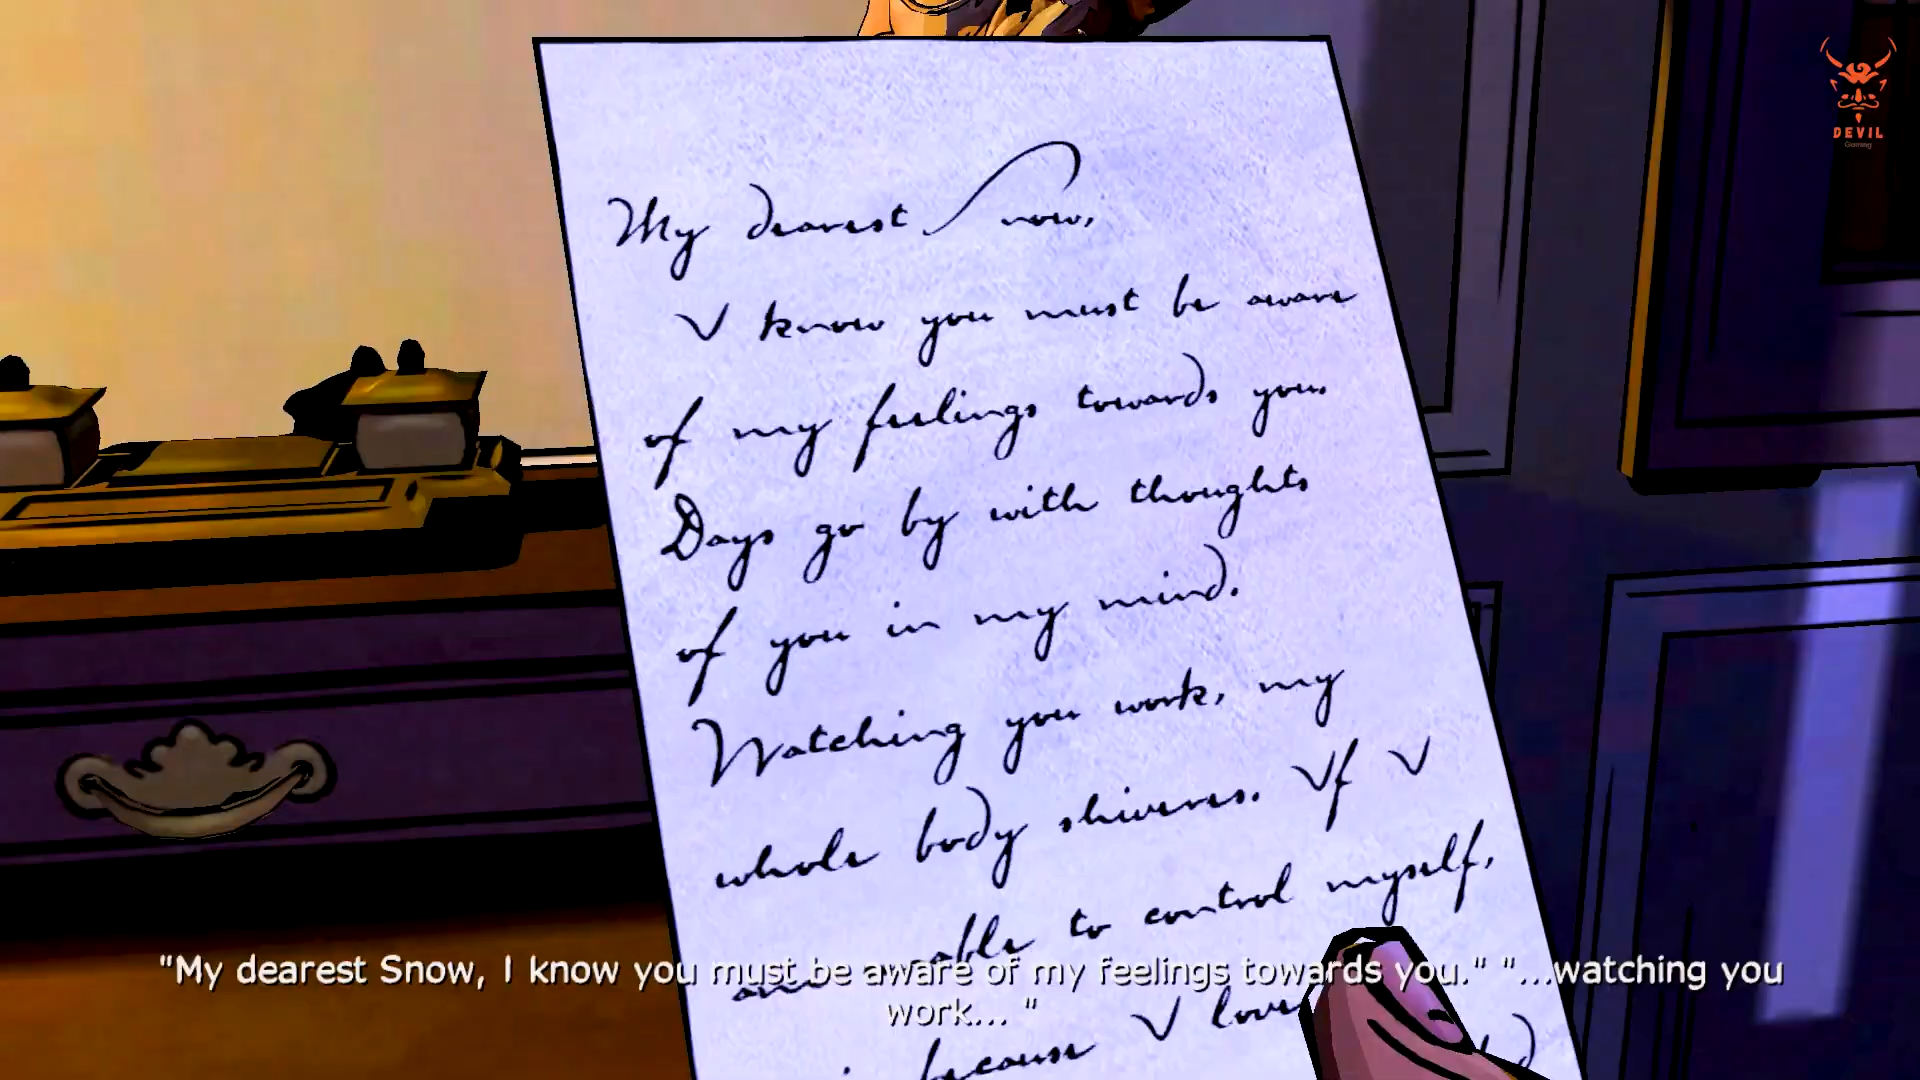 DEVIL
Gaming
My dearest Snow,
I know you must be aware
of my feelings towards you.
Days go by with thoughts
of you in my mind.
Watching you work, my
whole body shivers. If I
am able to control myself,
because I love
"My dearest Snow, I know you must be aware of my feelings towards you." "...watching you
work... "